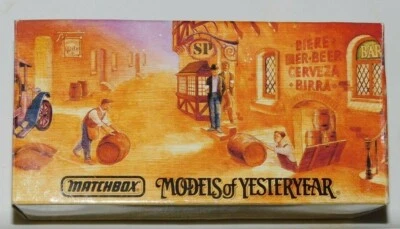 SP
BIERE
BIER·BEER
CERVEZA
·BIRRA·
BAR
MATCHBOX
MODELS of YESTERYEAR®